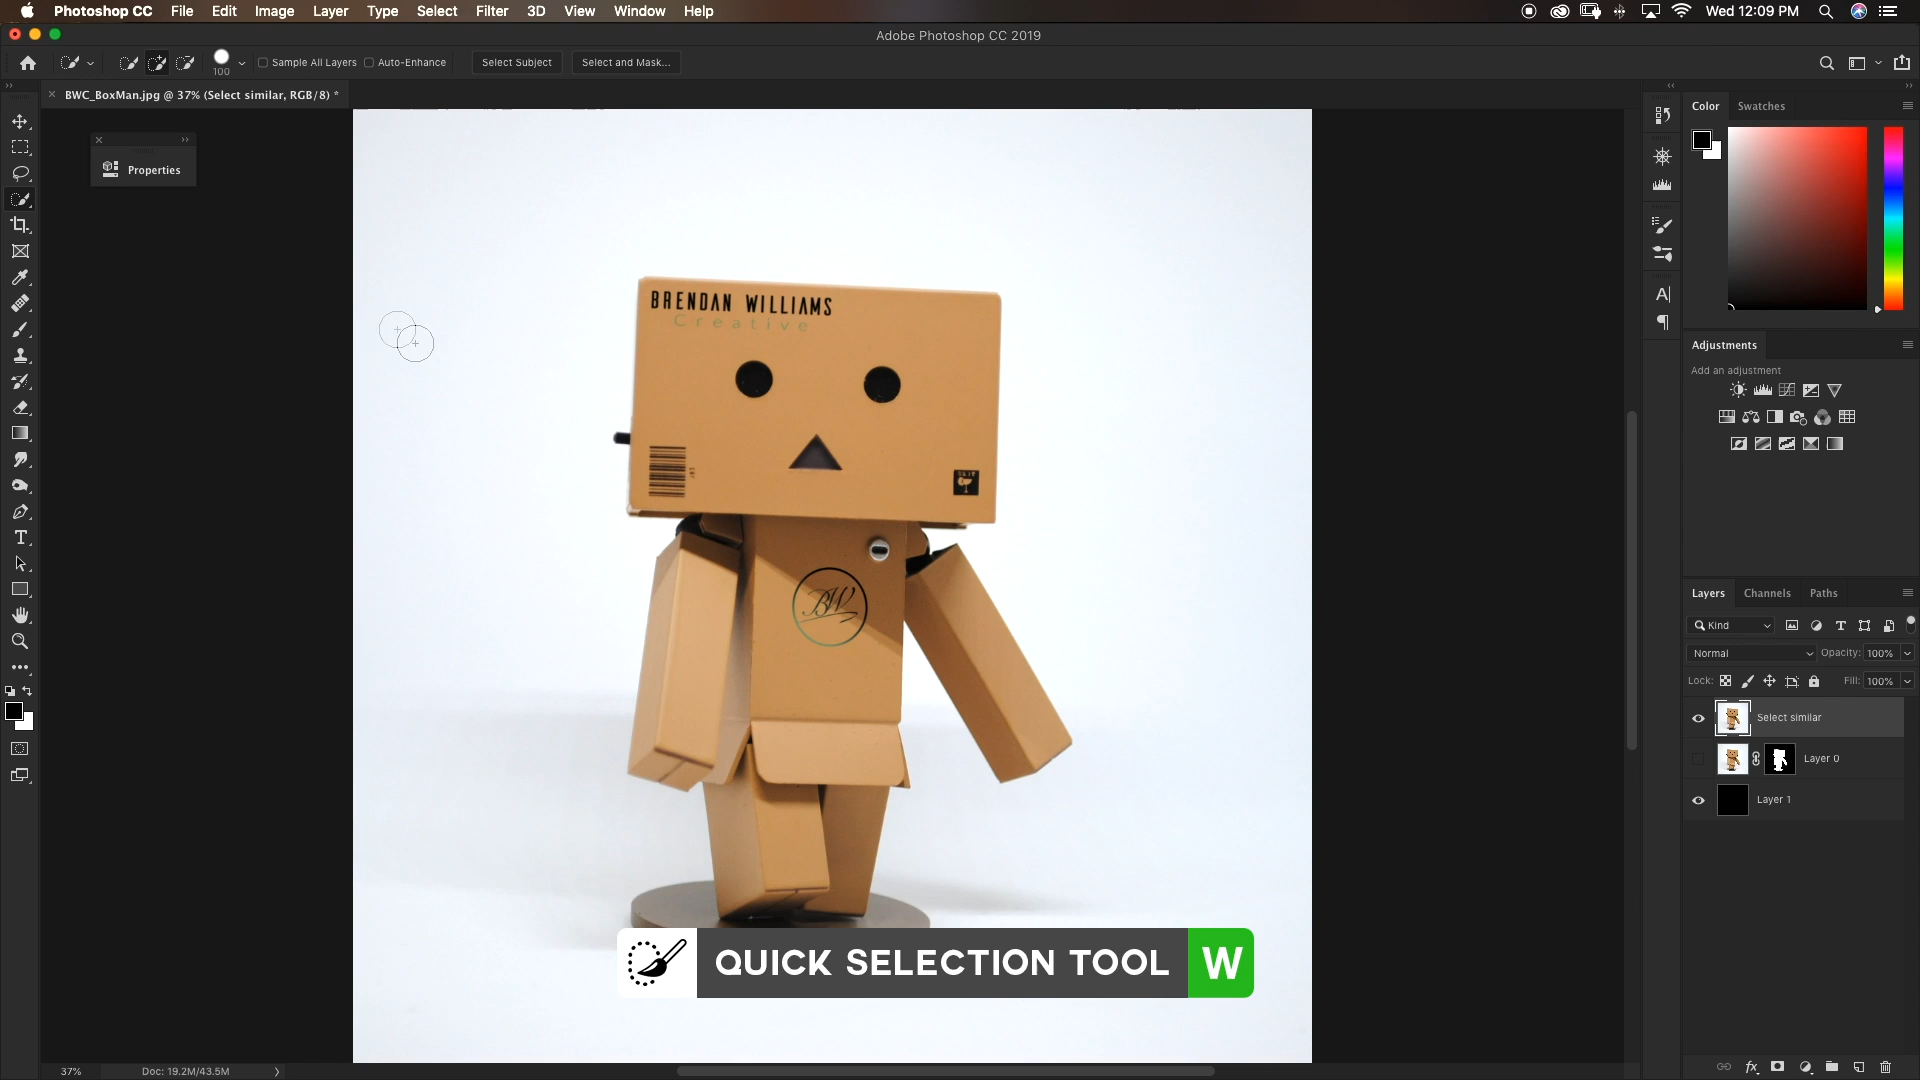 Photoshop CC File Edit Image Layer Type Select Filter 3D View Window Help Wed 12:09 PM
Adobe Photoshop CC 2019
100 Sample All Layers Auto-Enhance Select Subject Select and Mask...
BWC_BoxMan.jpg @ 37% (Select similar, RGB/8) *
Properties
BRENDAN WILLIAMS
Creative
BW
QUICK SELECTION TOOL W
37% Doc: 19.2M/43.5M
Color Swatches
Adjustments
Add an adjustment
Layers Channels Paths
Kind
Normal Opacity: 100%
Lock: Fill: 100%
Select similar
Layer 0
Layer 1